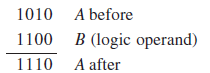 1010 A before
1100 B (logic operand)
1110 A after